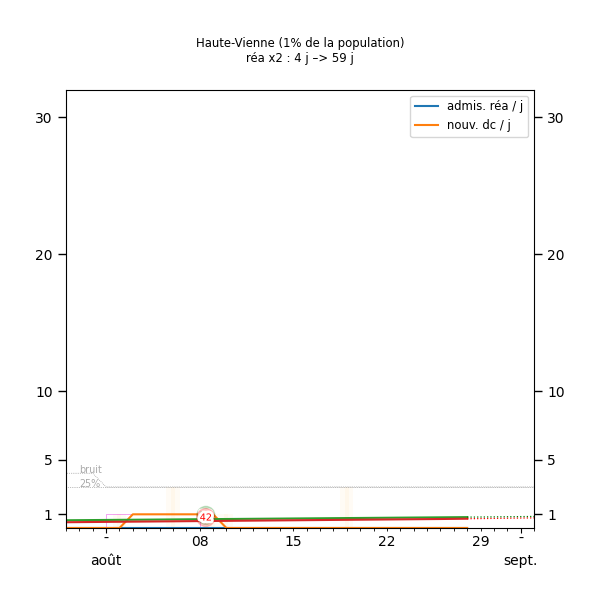 Haute-Vienne (1% de la population)
réa x2 : 4 j –> 59 j
admis. réa / j
nouv. dc / j
30 30
20 20
10 10
5 5
bruit
25%
1 42 1
- 08 15 22 29 -
août sept.